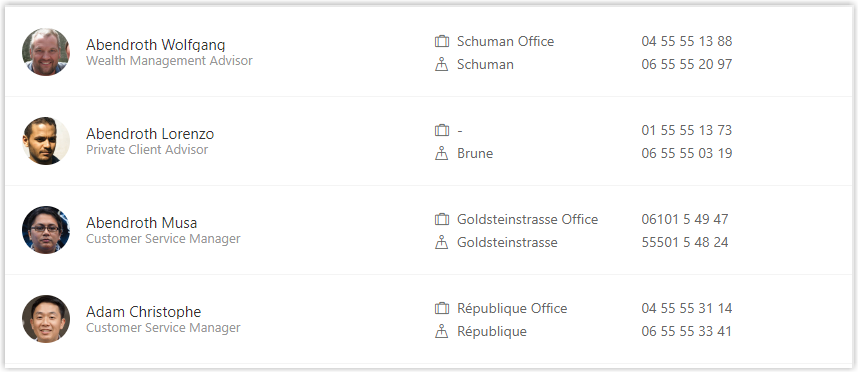 Abendroth Wolfgang
Wealth Management Advisor
Schuman Office 04 55 55 13 88
Schuman 06 55 55 20 97
Abendroth Lorenzo
Private Client Advisor
- 01 55 55 13 73
Brune 06 55 55 03 19
Abendroth Musa
Customer Service Manager
Goldsteinstrasse Office 06101 5 49 47
Goldsteinstrasse 55501 5 48 24
Adam Christophe
Customer Service Manager
République Office 04 55 55 31 14
République 06 55 55 33 41